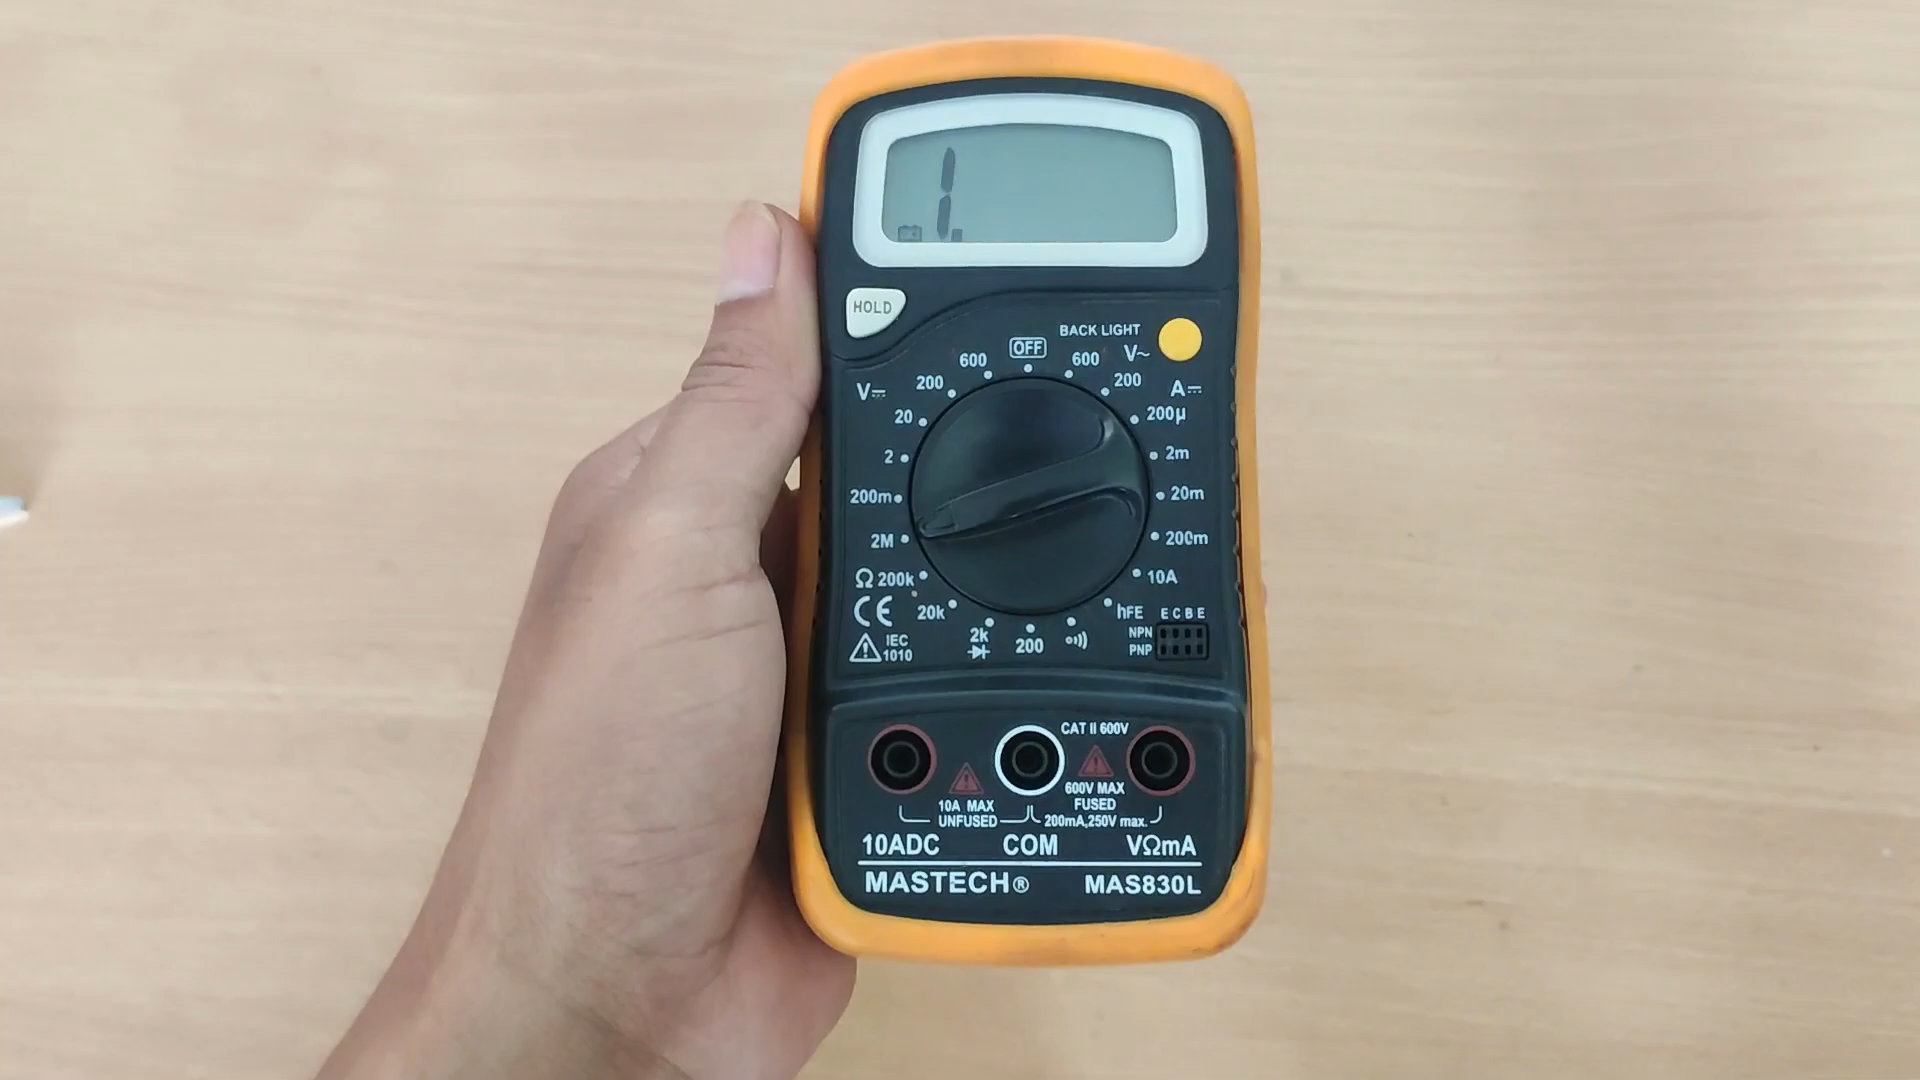 1.
HOLD
BACK LIGHT
OFF
600
600
V~
V⎓
200
200
A⎓
20
200µ
2
2m
200m
20m
2M
200m
Ω 200k
10A
CE
20k
hFE
E C B E
IEC
1010
2k
200
NPN
PNP
CAT II 600V
10A MAX
UNFUSED
600V MAX
FUSED
200mA,250V max.
10ADC
COM
VΩmA
MASTECH®
MAS830L